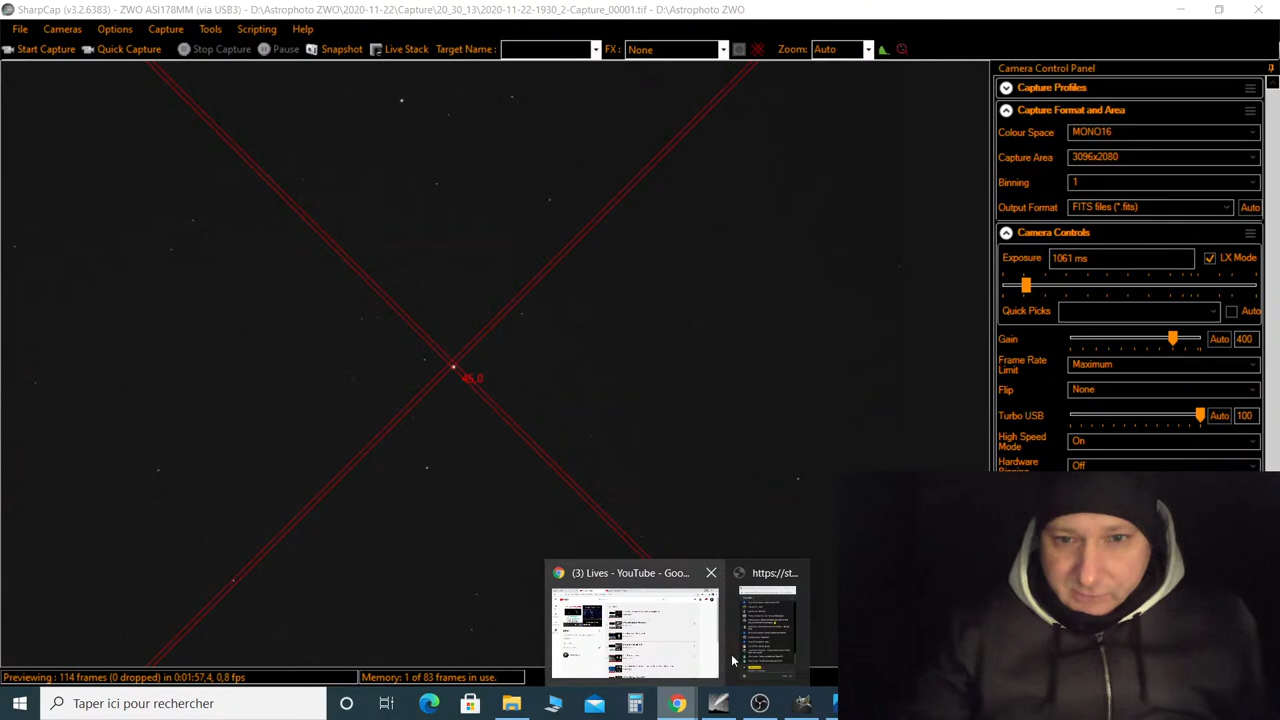 SharpCap (v3.2.6383) - ZWO ASI178MM (via USB3) - D:\Astrophoto ZWO\2020-11-22\Capture\20_30_13\2020-11-22-1930_2-Capture_00001.tif - D:\Astrophoto ZWO
File Cameras Options Capture Tools Scripting Help
Start Capture Quick Capture Stop Capture Pause Snapshot Live Stack Target Name : FX : None Zoom: Auto
Camera Control Panel
Capture Profiles
Capture Format and Area
Colour Space MONO16
Capture Area 3096x2080
Binning 1
Output Format FITS files (*.fits) Auto
Camera Controls
Exposure 1061 ms LX Mode
Quick Picks Auto
Gain Auto 400
Frame Rate Limit Maximum
Flip None
Turbo USB Auto 100
High Speed Mode On
Hardware Binning Off
45,0
(3) Lives - YouTube - Goo... https://st...
Previewing : 114 frames (0 dropped) in 0:01:57,4, 0,8 fps Memory: 1 of 83 frames in use.
Taper ici pour rechercher